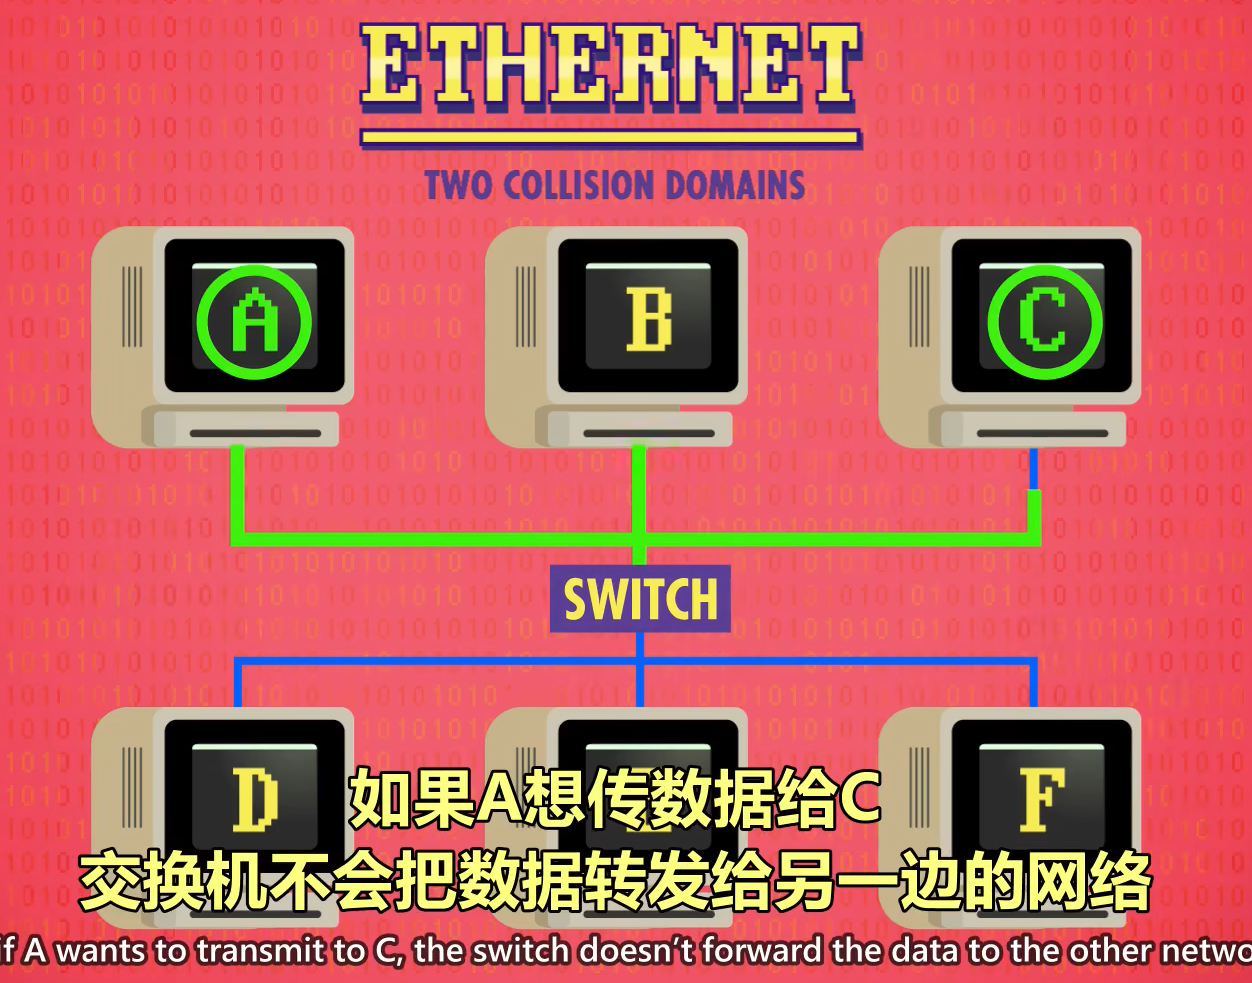 ETHERNET
TWO COLLISION DOMAINS
A B C
SWITCH
D F
如果A想传数据给C
交换机不会把数据转发给另一边的网络
if A wants to transmit to C, the switch doesn't forward the data to the other